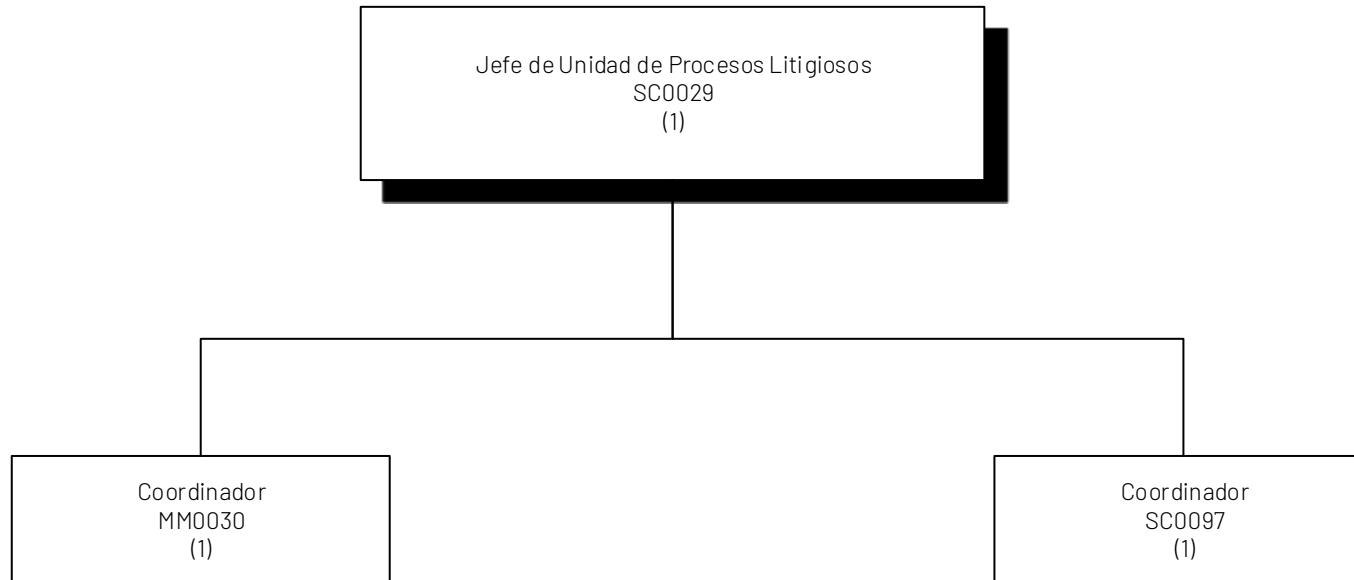 Jefe de Unidad de Procesos Litigiosos
SC0029
(1)
Coordinador
MM0030
(1)
Coordinador
SC0097
(1)